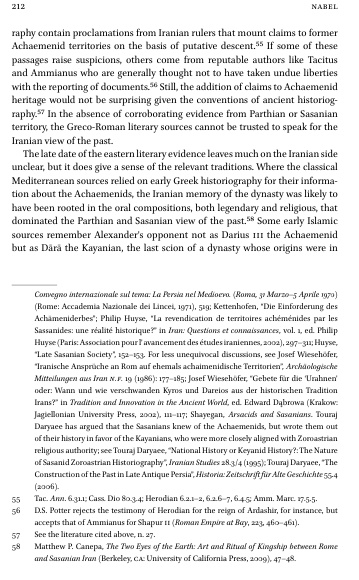 212
NABEL
raphy contain proclamations from Iranian rulers that mount claims to former
Achaemenid territories on the basis of putative descent.55 If some of these
passages raise suspicions, others come from reputable authors like Tacitus
and Ammianus who are generally thought not to have taken undue liberties
with the reporting of documents.56 Still, the addition of claims to Achaemenid
heritage would not be surprising given the conventions of ancient historiog-
raphy.57 In the absence of corroborating evidence from Parthian or Sasanian
territory, the Greco-Roman literary sources cannot be trusted to speak for the
Iranian view of the past.
The late date of the eastern literary evidence leaves much on the Iranian side
unclear, but it does give a sense of the relevant traditions. Where the classical
Mediterranean sources relied on early Greek historiography for their informa-
tion about the Achaemenids, the Iranian memory of the dynasty was likely to
have been rooted in the oral compositions, both legendary and religious, that
dominated the Parthian and Sasanian view of the past.58 Some early Islamic
sources remember Alexander's opponent not as Darius III the Achaemenid
but as Dārā the Kayanian, the last scion of a dynasty whose origins were in
Convegno internazionale sul tema: La Persia nel Medioevo. (Roma, 31 Marzo–5 Aprile 1970)
(Rome: Accademia Nazionale dei Lincei, 1971), 519; Kettenhofen, "Die Einforderung des
Achämeniderbes"; Philip Huyse, "La revendication de territoires achéménides par les
Sassanides: une réalité historique?" in Iran: Questions et connaissances, vol. 1, ed. Philip
Huyse (Paris: Association pour l'avancement des études iraniennes, 2002), 297–311; Huyse,
"Late Sasanian Society", 152–153. For less unequivocal discussions, see Josef Wiesehöfer,
"Iranische Ansprüche an Rom auf ehemals achaimenidische Territorien", Archäologische
Mitteilungen aus Iran N.F. 19 (1986): 177–185; Josef Wiesehöfer, "Gebete für die 'Urahnen'
oder: Wann und wie verschwanden Kyros und Dareios aus der historischen Tradition
Irans?" in Tradition and Innovation in the Ancient World, ed. Edward Dąbrowa (Krakow:
Jagiellonian University Press, 2002), 111–117; Shayegan, Arsacids and Sasanians. Touraj
Daryaee has argued that the Sasanians knew of the Achaemenids, but wrote them out
of their history in favor of the Kayanians, who were more closely aligned with Zoroastrian
religious authority; see Touraj Daryaee, "National History or Keyanid History?: The Nature
of Sasanid Zoroastrian Historiography", Iranian Studies 28.3/4 (1995); Touraj Daryaee, "The
Construction of the Past in Late Antique Persia", Historia: Zeitschrift für Alte Geschichte 55.4
(2006).
55 Tac. Ann. 6.31.1; Cass. Dio 80.3.4; Herodian 6.2.1–2, 6.2.6–7, 6.4.5; Amm. Marc. 17.5.5.
56 D.S. Potter rejects the testimony of Herodian for the reign of Ardashir, for instance, but
accepts that of Ammianus for Shapur II (Roman Empire at Bay, 223, 460–461).
57 See the literature cited above, n. 27.
58 Matthew P. Canepa, The Two Eyes of the Earth: Art and Ritual of Kingship between Rome
and Sasanian Iran (Berkeley, CA: University of California Press, 2009), 47–48.